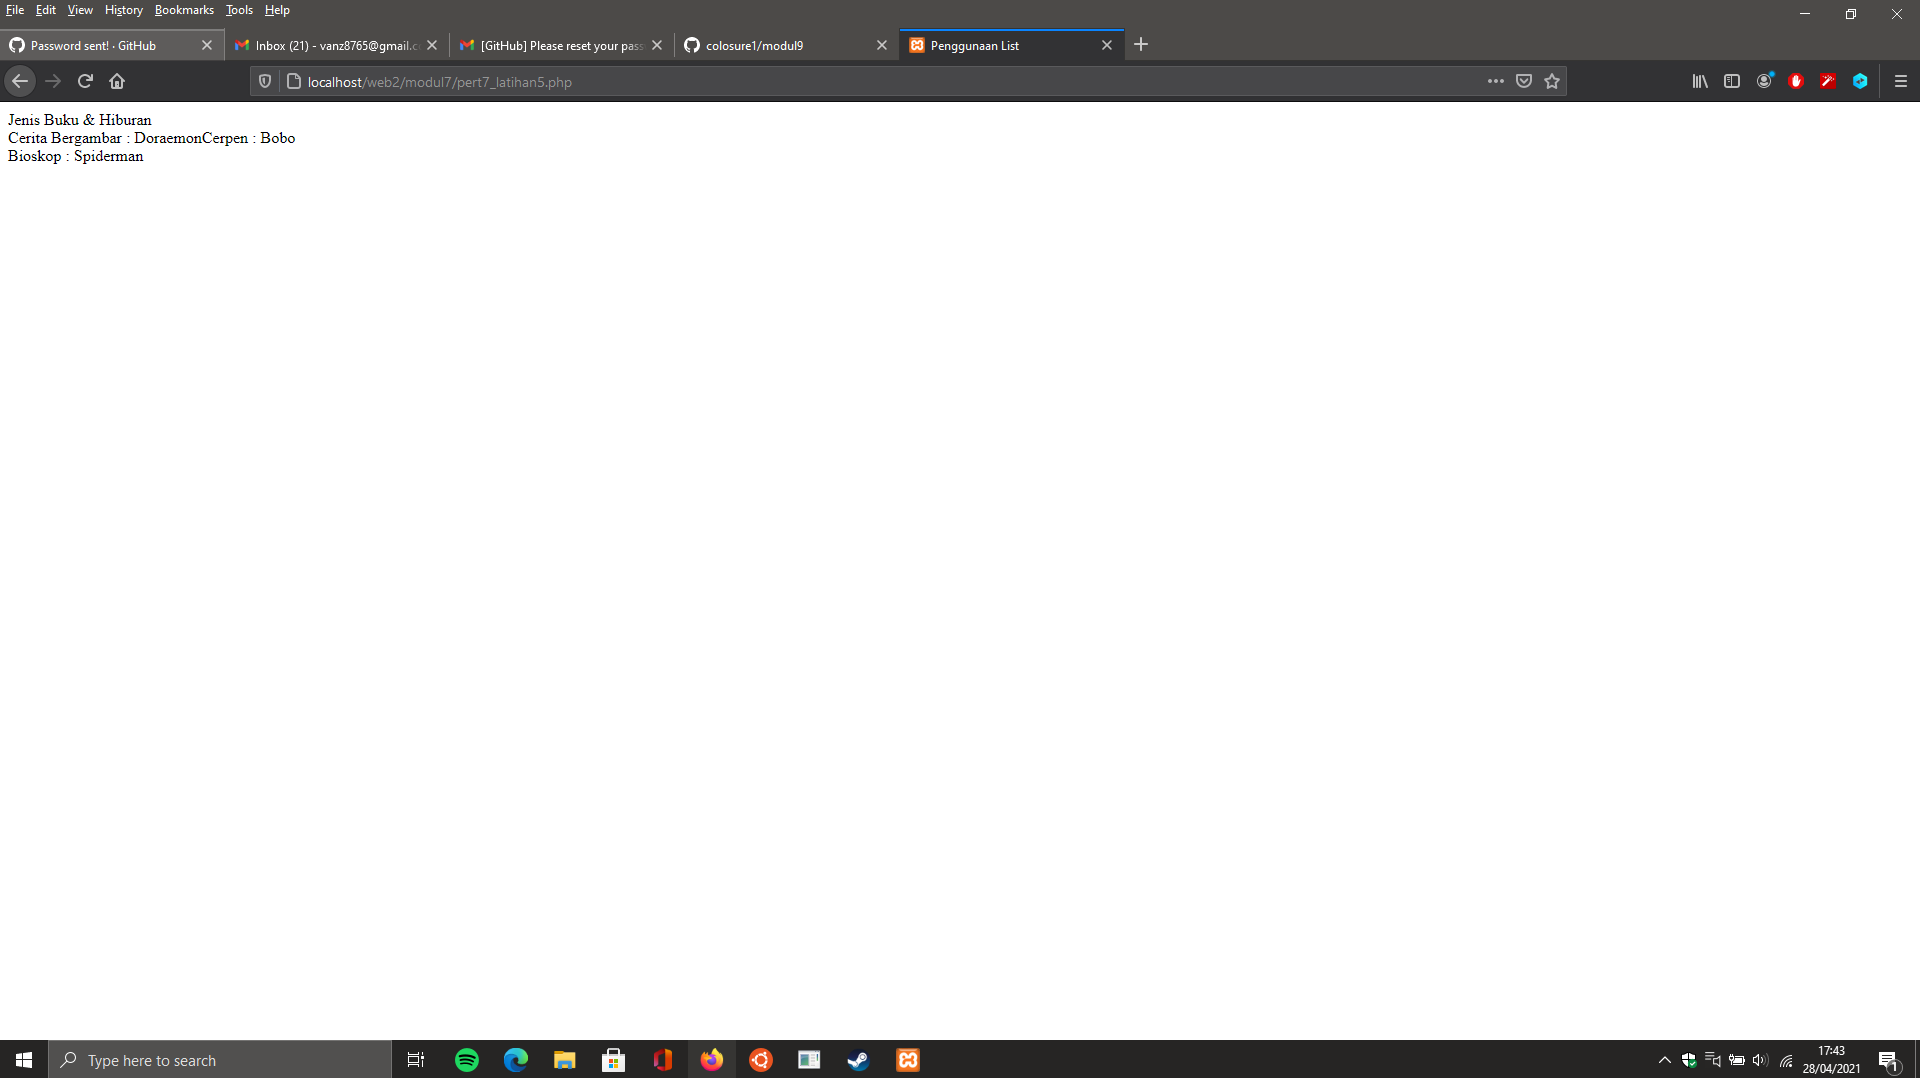 File Edit View History Bookmarks Tools Help
Password sent! · GitHub
Inbox (21) - vanz8765@gmail.c
[GitHub] Please reset your pass
colosure1/modul9
Penggunaan List
localhost/web2/modul7/pert7_latihan5.php
Jenis Buku & Hiburan
Cerita Bergambar : DoraemonCerpen : Bobo
Bioskop : Spiderman
Type here to search
17:43
28/04/2021
1